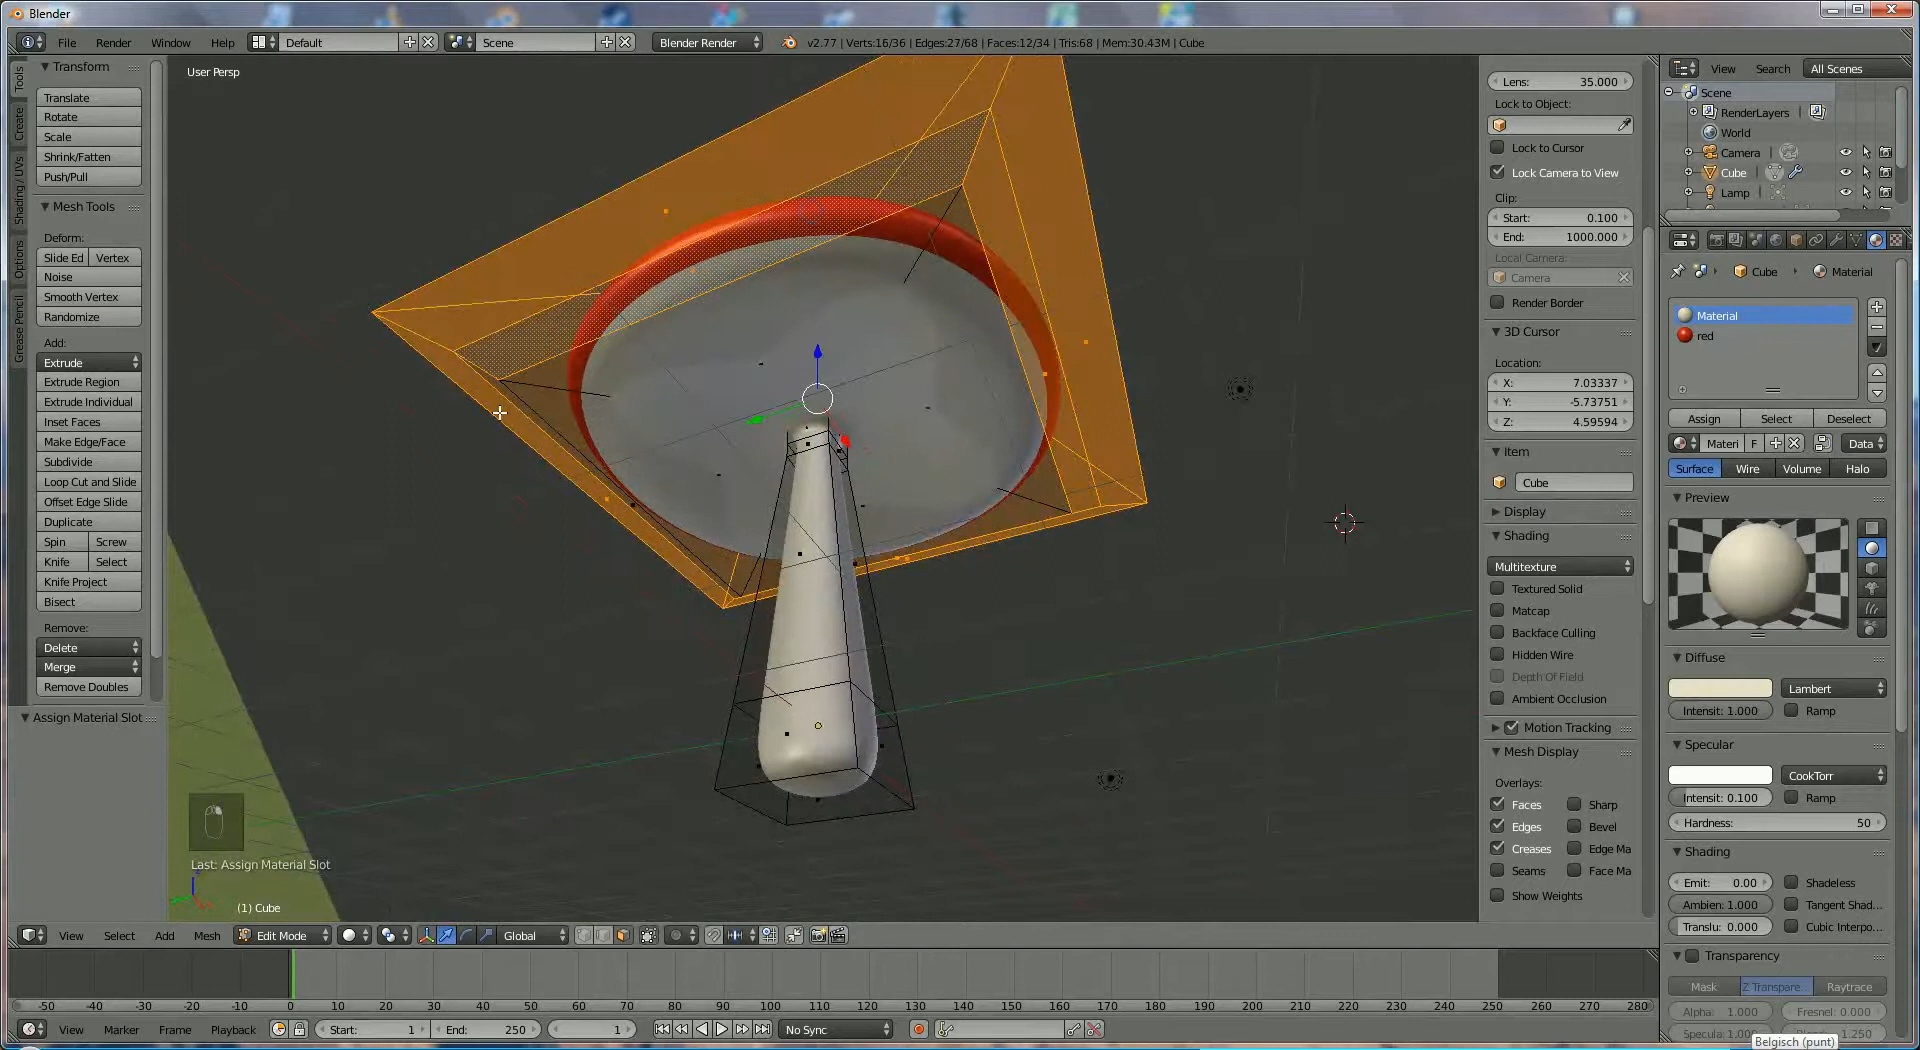 Blender
File Render Window Help Default Scene Blender Render v2.77 | Verts:16/36 | Edges:27/68 | Faces:12/34 | Tris:68 | Mem:30.43M | Cube
Tools
Create
Shading / UVs
Options
Grease Pencil
Transform
Translate
Rotate
Scale
Shrink/Fatten
Push/Pull
Mesh Tools
Deform:
Slide Ed Vertex
Noise
Smooth Vertex
Randomize
Add:
Extrude
Extrude Region
Extrude Individual
Inset Faces
Make Edge/Face
Subdivide
Loop Cut and Slide
Offset Edge Slide
Duplicate
Spin Screw
Knife Select
Knife Project
Bisect
Remove:
Delete
Merge
Remove Doubles
Assign Material Slot
User Persp
Last: Assign Material Slot
(1) Cube
Lens: 35.000
Lock to Object:
Lock to Cursor
Lock Camera to View
Clip:
Start: 0.100
End: 1000.000
Local Camera:
Camera
Render Border
3D Cursor
Location:
X: 7.03337
Y: -5.73751
Z: 4.59594
Item
Cube
Display
Shading
Multitexture
Textured Solid
Matcap
Backface Culling
Hidden Wire
Depth Of Field
Ambient Occlusion
Motion Tracking
Mesh Display
Overlays:
Faces Sharp
Edges Bevel
Creases Edge Ma
Seams Face Ma
Show Weights
View Search All Scenes
Scene
RenderLayers
World
Camera
Cube
Lamp
Cube Material
Material
red
Assign Select Deselect
Materi F Data
Surface Wire Volume Halo
Preview
Diffuse
Lambert
Intensit: 1.000 Ramp
Specular
CookTorr
Intensit: 0.100 Ramp
Hardness: 50
Shading
Emit: 0.00 Shadeless
Ambien: 1.000 Tangent Shad...
Translu: 0.000 Cubic Interpo...
Transparency
Mask Z Transpare... Raytrace
Alpha: 1.000 Fresnel: 0.000
Specula: 1.000 1.250
Belgisch (punt)
View Select Add Mesh Edit Mode Global
-50 -40 -30 -20 -10 0 10 20 30 40 50 60 70 80 90 100 110 120 130 140 150 160 170 180 190 200 210 220 230 240 250 260 270 280
View Marker Frame Playback Start: 1 End: 250 1 No Sync